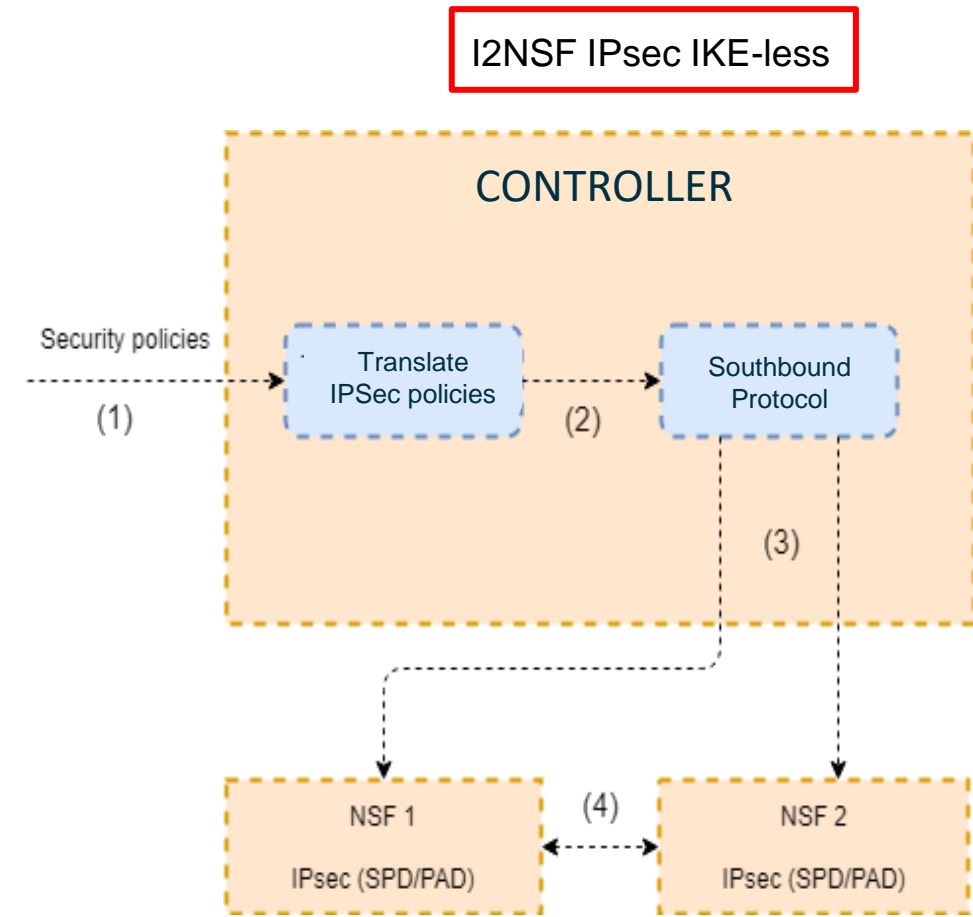 I2NSF IPsec IKE-less
CONTROLLER
Security policies
(1)
Translate
IPSec policies
(2)
Southbound
Protocol
(3)
NSF 1
IPsec (SPD/PAD)
(4)
NSF 2
IPsec (SPD/PAD)